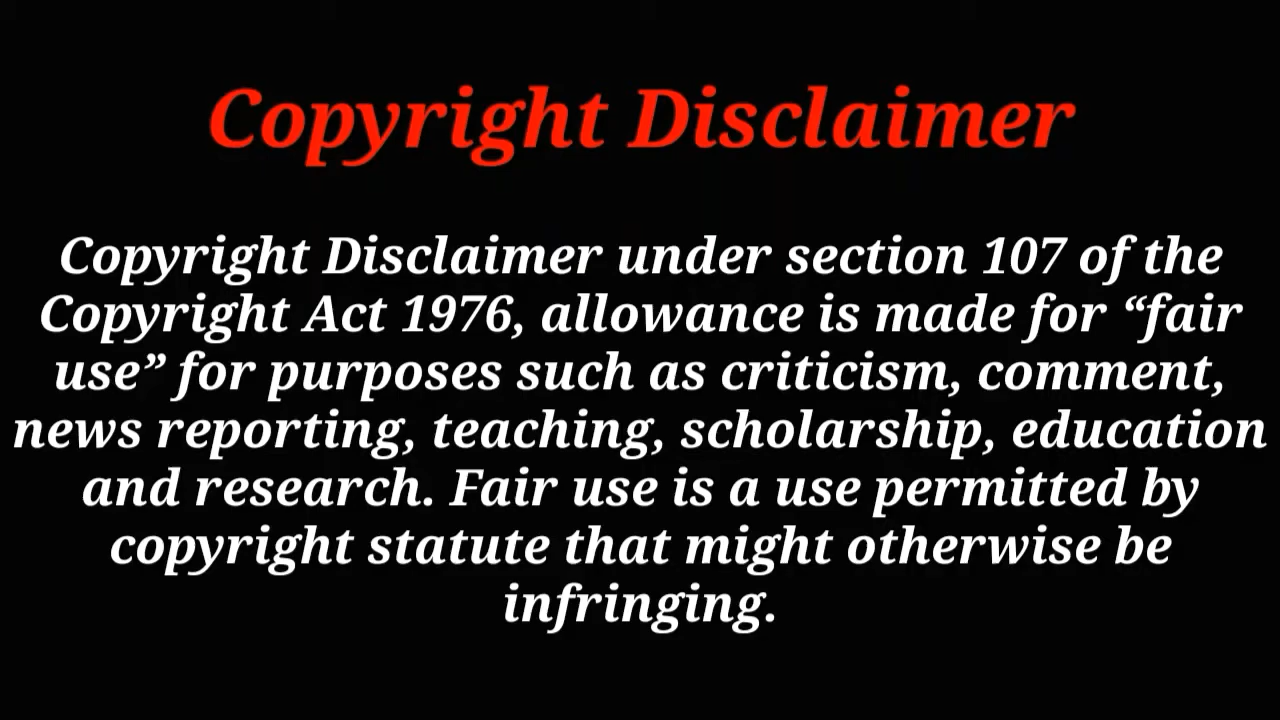 Copyright Disclaimer
Copyright Disclaimer under section 107 of the
Copyright Act 1976, allowance is made for “fair
use” for purposes such as criticism, comment,
news reporting, teaching, scholarship, education
and research. Fair use is a use permitted by
copyright statute that might otherwise be
infringing.